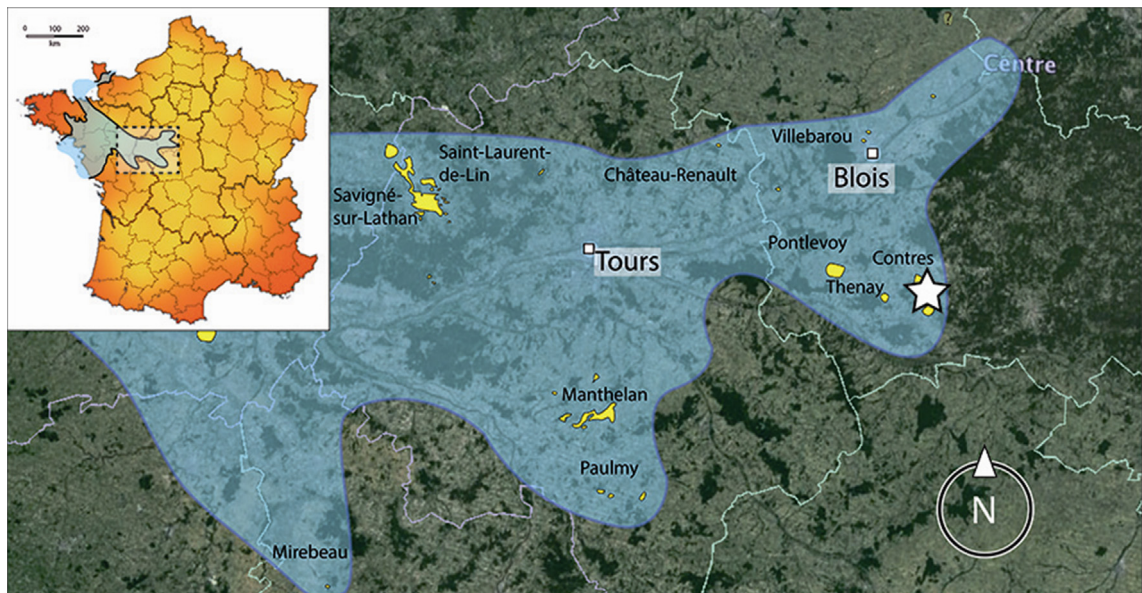 0 100 200
km
Centre
Villebarou
Blois
Saint-Laurent-
de-Lin
Château-Renault
Savigné-
sur-Lathan
Tours
Pontlevoy
Contres
Thenay
Manthelan
Paulmy
N
Mirebeau